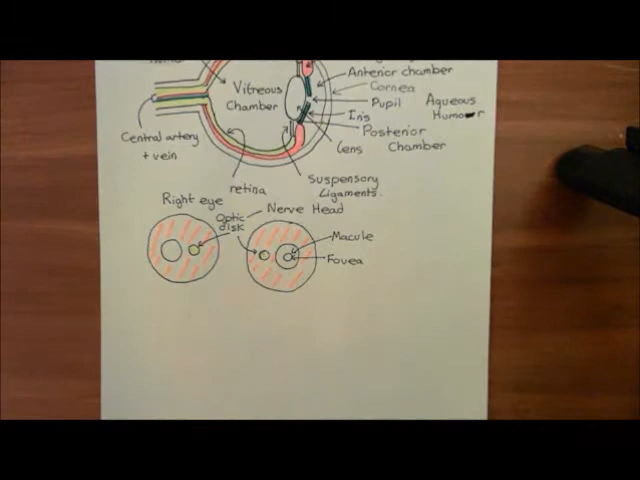 Vitreous
Chamber
Anterior chamber
Cornea
Pupil
Aqueous
Humour
Iris
Posterior
Chamber
Lens
Central artery
+ vein
retina
Suspensory
Ligaments.
Right eye
Optic
disk
Nerve Head
Macule
Fovea